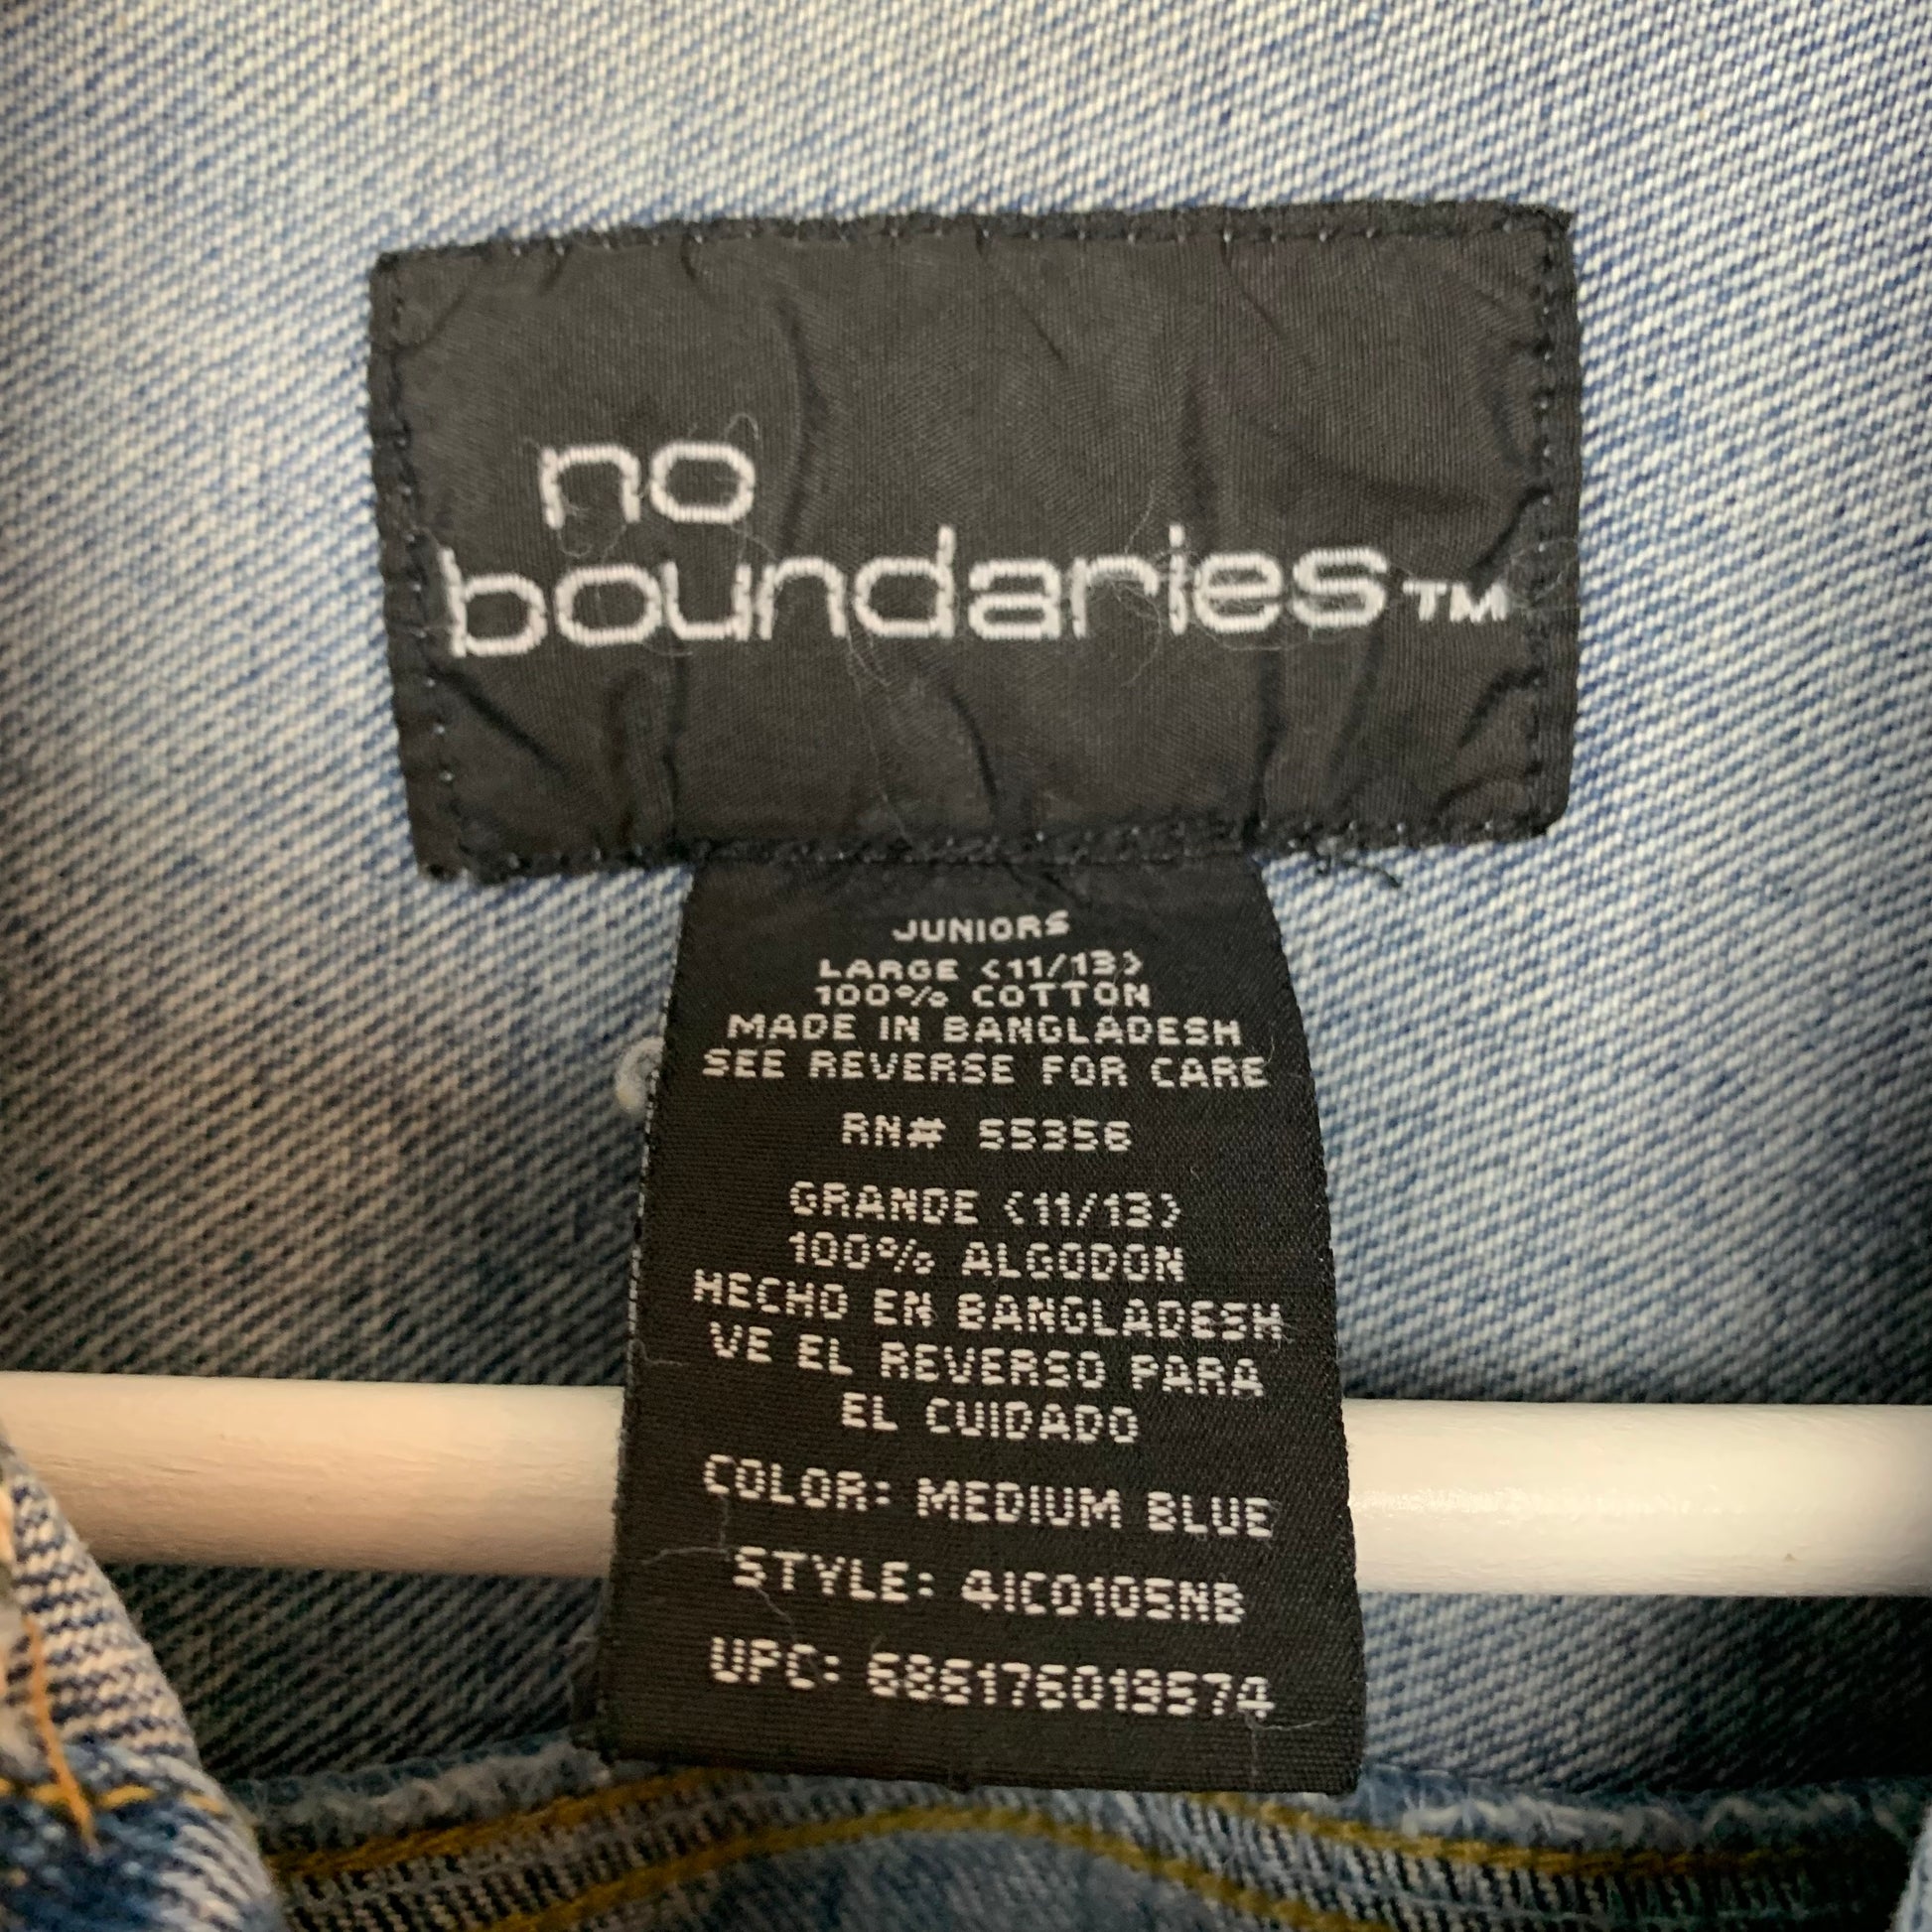 no
boundaries™
JUNIORS
LARGE <11/13>
100% COTTON
MADE IN BANGLADESH
SEE REVERSE FOR CARE
RN# 55356
GRANDE <11/13>
100% ALGODON
HECHO EN BANGLADESH
VE EL REVERSO PARA
EL CUIDADO
COLOR: MEDIUM BLUE
STYLE: 41C0105NB
UPC: 686176019574